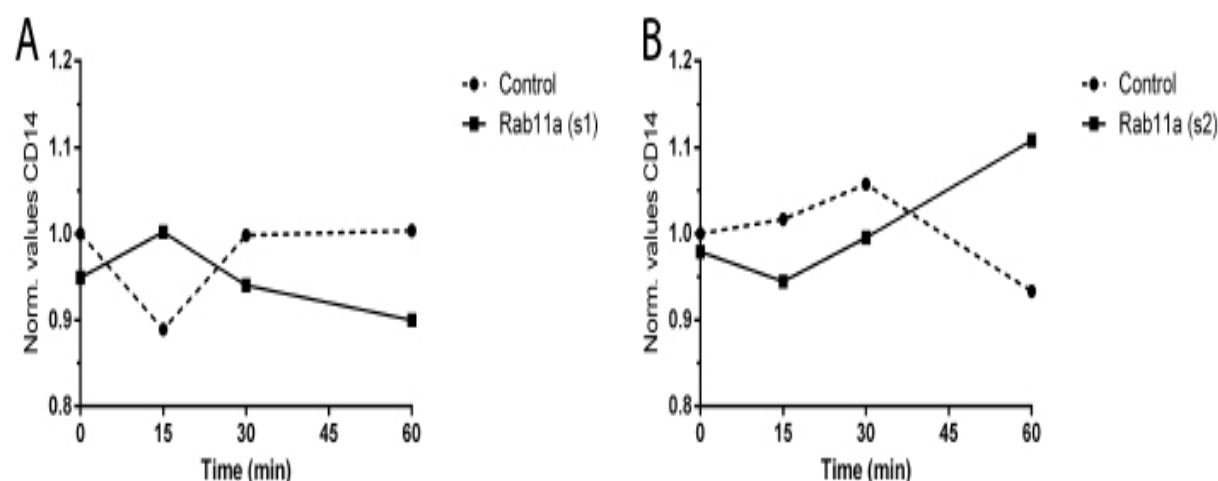 A
B
1.2
1.1
1.0
0.9
0.8
Norm. values CD14
0
15
30
45
60
Time (min)
Control
Rab11a (s1)
1.2
1.1
1.0
0.9
0.8
Norm. values CD14
0
15
30
45
60
Time (min)
Control
Rab11a (s2)